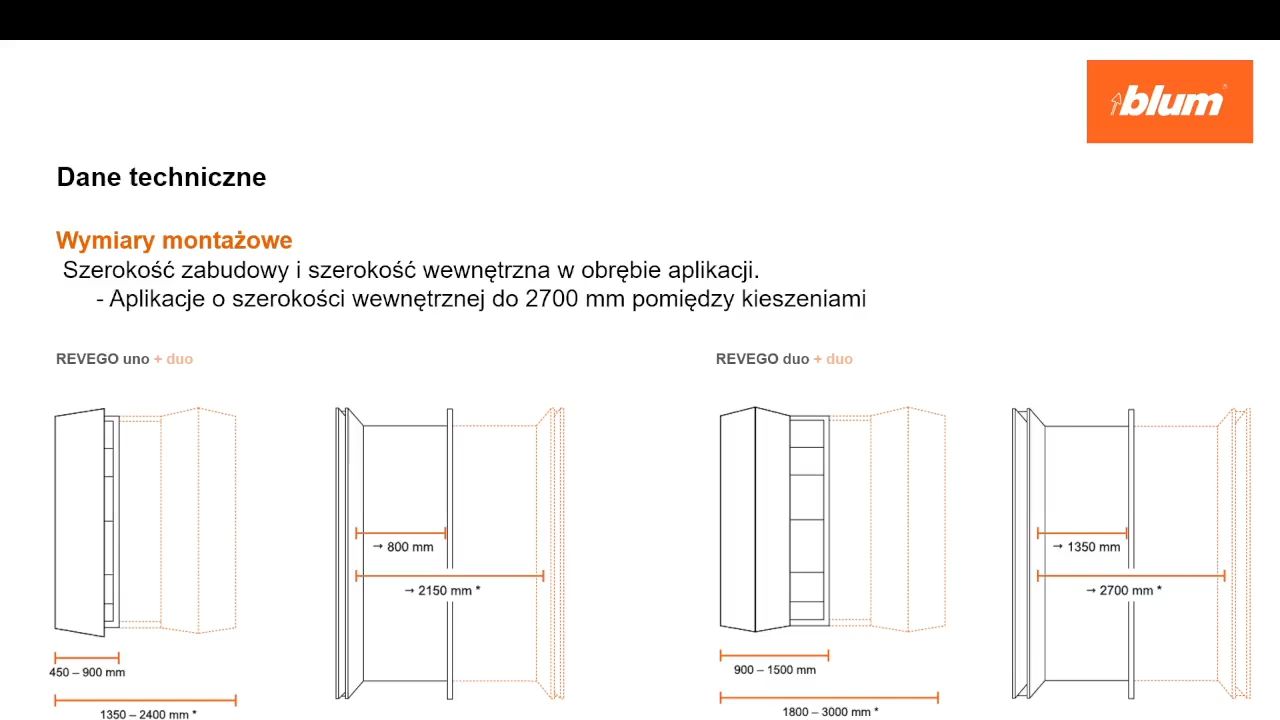 blum®
Dane techniczne
Wymiary montażowe
Szerokość zabudowy i szerokość wewnętrzna w obrębie aplikacji.
- Aplikacje o szerokości wewnętrznej do 2700 mm pomiędzy kieszeniami
REVEGO uno + duo
REVEGO duo + duo
→ 800 mm
→ 1350 mm
→ 2150 mm *
→ 2700 mm *
450 – 900 mm
900 – 1500 mm
1350 – 2400 mm *
1800 – 3000 mm *